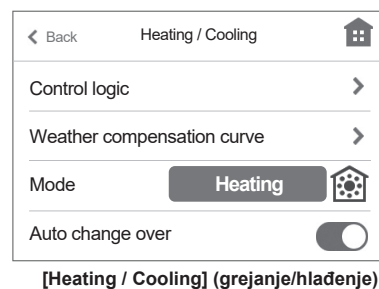 Back Heating / Cooling
Control logic
Weather compensation curve
Mode Heating
Auto change over
[Heating / Cooling] (grejanje/hlađenje)